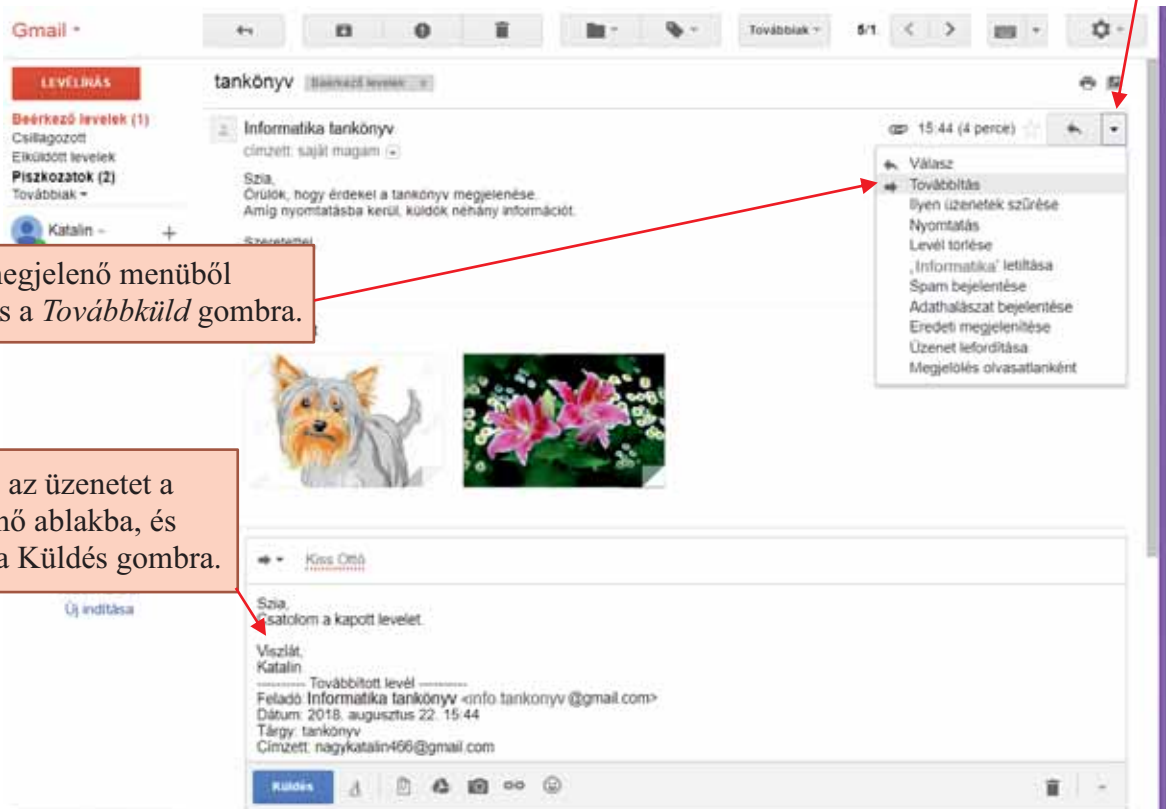 Gmail
Továbbiak
5/1
LEVÉLÍRÁS
tankönyv Beérkező levelek x
Beérkező levelek (1)
Csillagozott
Elküldött levelek
Piszkozatok (2)
Továbbiak
Katalin
+
Informatika tankönyv
15:44 (4 perce)
címzett: saját magam
Szia,
Örülök, hogy érdekel a tankönyv megjelenése.
Amíg nyomtatásba kerül, küldök néhány információt.
Szeretettel
Válasz
Továbbítás
Ilyen üzenetek szűrése
Nyomtatás
Levél törlése
„Informatika” letiltása
Spam bejelentése
Adathalászat bejelentése
Eredeti megjelenítése
Üzenet lefordítása
Megjelölés olvasatlanként
egjelenő menüből
s a Továbbküld gombra.
az üzenetet a
nő ablakba, és
a Küldés gombra.
Új indítása
Kiss Ottó
Szia,
Csatolom a kapott levelet.
Viszlát,
Katalin
---------- Továbbított levél ----------
Feladó: Informatika tankönyv <info.tankonyv@gmail.com>
Dátum: 2018. augusztus 22. 15:44
Tárgy: tankönyv
Címzett: nagykatalin466@gmail.com
Küldés